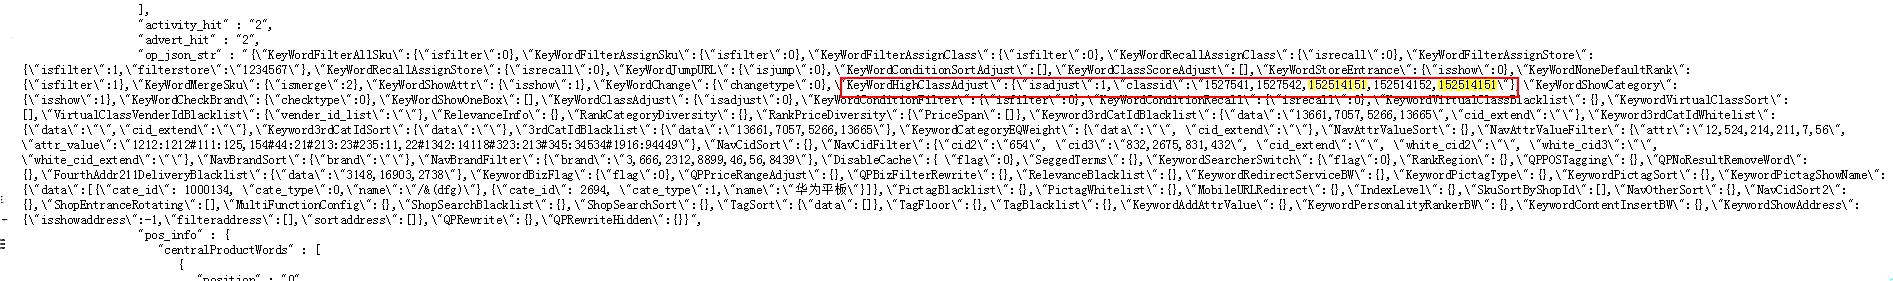 ],
"activity_hit" : "2",
"advert_hit" : "2",
"op_json_str" : "{\"KeyWordFilterAllSku\":{\"isfilter\":0},\"KeyWordFilterAssignSku\":{\"isfilter\":0},\"KeyWordFilterAssignClass\":{\"isfilter\":0},\"KeyWordRecallAssignClass\":{\"isrecall\":0},\"KeyWordFilterAssignStore\":
{\"isfilter\":1,\"filterstore\":\"1234567\"},\"KeyWordRecallAssignStore\":{\"isrecall\":0},\"KeyWordJumpURL\":{\"isjump\":0},\"KeyWordConditionSortAdjust\":[],\"KeyWordClassScoreAdjust\":[],\"KeyWordStoreEntrance\":{\"isshow\":0},\"KeyWordNoneDefaultRank\":
{\"isfilter\":1},\"KeyWordMergeSku\":{\"ismerge\":2},\"KeyWordShowAttr\":{\"isshow\":1},\"KeyWordChange\":{\"changetype\":0},\"KeyWordHighClassAdjust\":{\"isadjust\":1,\"classid\":\"1527541,1527542,152514151,152514152,152514151\"},\"KeyWordShowCategory\":
{\"isshow\":1},\"KeyWordCheckBrand\":{\"checktype\":0},\"KeyWordShowOneBox\":[],\"KeyWordClassAdjust\":{\"isadjust\":0},\"KeywordConditionFilter\":{\"isfilter\":0},\"KeywordConditionRecall\":{\"isrecall\":0},\"KeywordVirtualClassBlacklist\":{},\"KeywordVirtualClassSort\":
[],\"VirtualClassVenderIdBlacklist\":{\"vender_id_list\":\"\"},\"RelevanceInfo\":{},\"RankCategoryDiversity\":{},\"RankPriceDiversity\":{\"PriceSpan\":[]},\"Keyword3rdCatIdBlacklist\":{\"data\":\"13661,7057,5266,13665\",\"cid_extend\":\"\"},\"Keyword3rdCatIdWhitelist\":
{\"data\":\"\",\"cid_extend\":\"\"},\"Keyword3rdCatIdSort\":{\"data\":\"\"},\"3rdCatIdBlacklist\":{\"data\":\"13661,7057,5266,13665\"},\"KeywordCategoryEQWeight\":{\"data\":\"\", \"cid_extend\":\"\"},\"NavAttrValueSort\":{},\"NavAttrValueFilter\":{\"attr\":\"12,524,214,211,7,56\",
\"attr_value\":\"1212:1212#111:125,154#44:21#213:23#235:11,22#1342:14118#323:213#345:34534#1916:94449\"},\"NavCidSort\":{},\"NavCidFilter\":{\"cid2\":\"654\", \"cid3\":\"832,2675,831,432\", \"cid_extend\":\"\", \"white_cid2\":\"\", \"white_cid3\":\"\",
\"white_cid_extend\":\"\"},\"NavBrandSort\":{\"brand\":\"\"},\"NavBrandFilter\":{\"brand\":\"3,666,2312,8899,46,56,8439\"},\"DisableCache\":{ \"flag\":0},\"SeggedTerms\":{},\"KeywordSearcherSwitch\":{\"flag\":0},\"RankRegion\":{},\"QPPOSTagging\":{},\"QPNoResultRemoveWord\":
{},\"FourthAddr211DeliveryBlacklist\":{\"data\":\"3148,16903,2738\"},\"KeywordBizFlag\":{\"flag\":0},\"QPPriceRangeAdjust\":{},\"QPBizFilterRewrite\":{},\"RelevanceBlacklist\":{},\"KeywordRedirectServiceBW\":{},\"KeywordPictagType\":{},\"KeywordPictagSort\":{},\"KeywordPictagShowName\":
{\"data\":[{\"cate_id\": 1000134, \"cate_type\":0,\"name\":\"/&(dfg)\"},{\"cate_id\": 2694, \"cate_type\":1,\"name\":\"华为平板\"}]},\"PictagBlacklist\":{},\"PictagWhitelist\":{},\"MobileURLRedirect\":{},\"IndexLevel\":{},\"SkuSortByShopId\":[],\"NavOtherSort\":{},\"NavCidSort2\":
{},\"ShopEntranceRotating\":[],\"MultiFunctionConfig\":{},\"ShopSearchBlacklist\":{},\"ShopSearchSort\":{},\"TagSort\":{\"data\":[]},\"TagFloor\":{},\"TagBlacklist\":{},\"KeywordAddAttrValue\":{},\"KeywordPersonalityRankerBW\":{},\"KeywordContentInsertBW\":{},\"KeywordShowAddress\":
{\"isshowaddress\":-1,\"filteraddress\":[],\"sortaddress\":[]},\"QPRewrite\":{},\"QPRewriteHidden\":{}}",
"pos_info" : {
"centralProductWords" : [
{
"position" : "0"